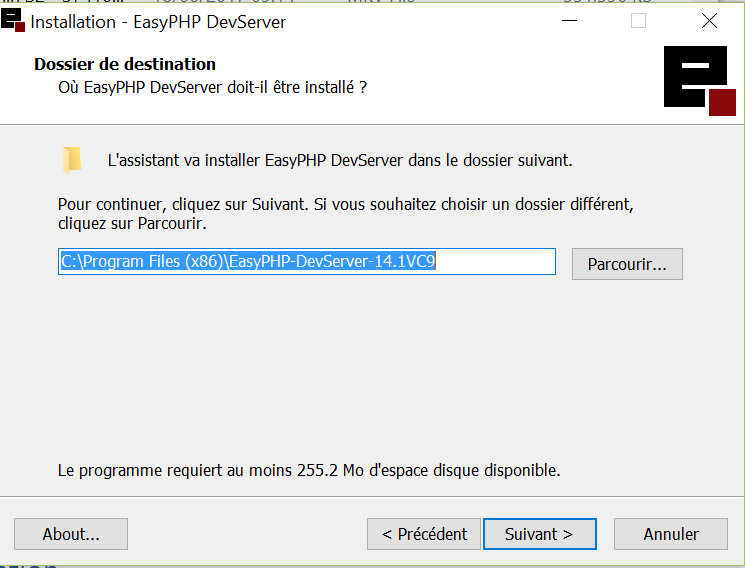 Installation - EasyPHP DevServer
Dossier de destination
Où EasyPHP DevServer doit-il être installé ?
L'assistant va installer EasyPHP DevServer dans le dossier suivant.
Pour continuer, cliquez sur Suivant. Si vous souhaitez choisir un dossier différent,
cliquez sur Parcourir.
C:\Program Files (x86)\EasyPHP-DevServer-14.1VC9
Parcourir...
Le programme requiert au moins 255.2 Mo d'espace disque disponible.
About...
< Précédent
Suivant >
Annuler